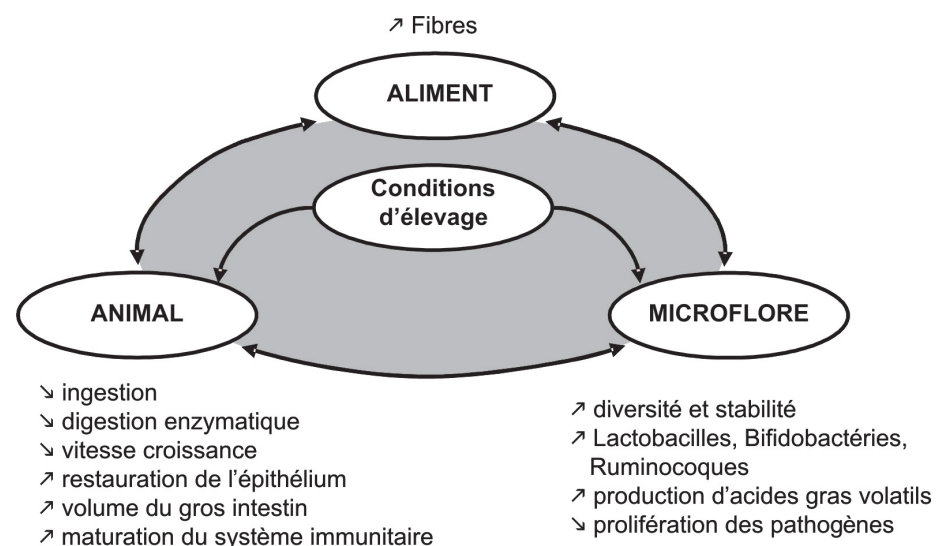 ↗ Fibres
ALIMENT
Conditions
d'élevage
ANIMAL
MICROFLORE
↘ ingestion
↘ digestion enzymatique
↘ vitesse croissance
↗ restauration de l'épithélium
↗ volume du gros intestin
↗ maturation du système immunitaire
↗ diversité et stabilité
↗ Lactobacilles, Bifidobactéries,
Ruminocoques
↗ production d'acides gras volatils
↘ prolifération des pathogènes